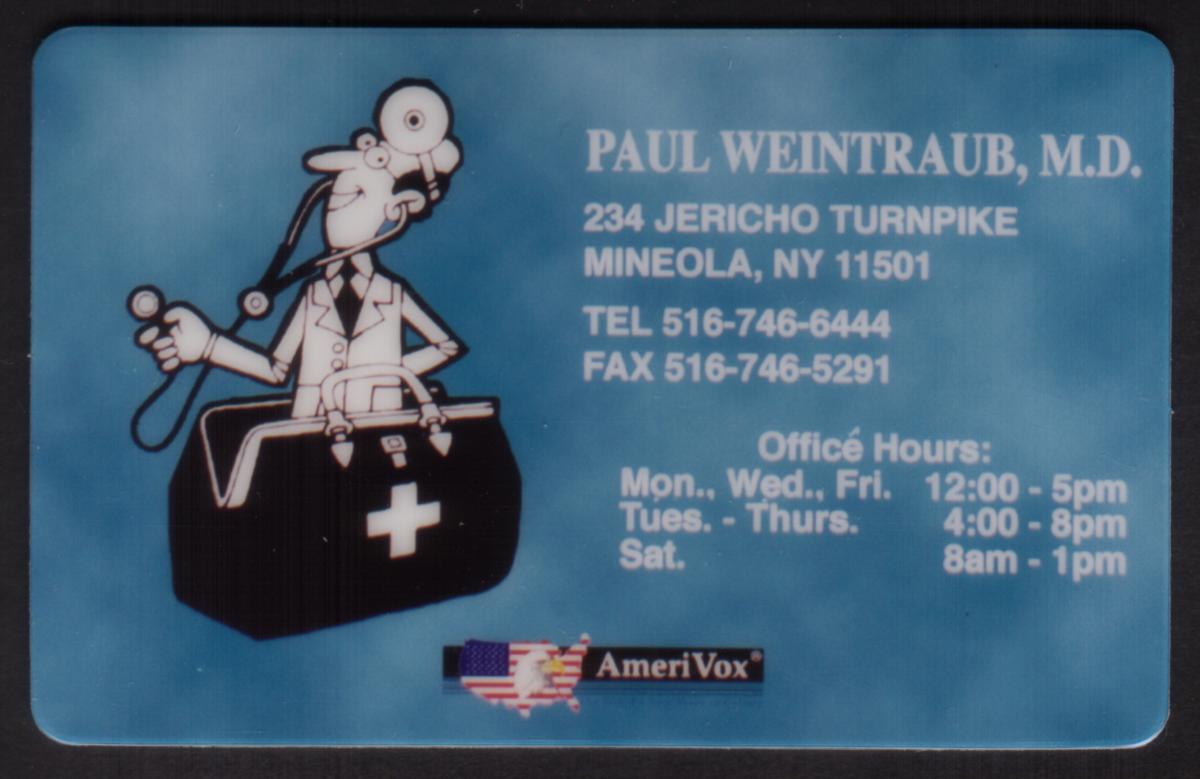 PAUL WEINTRAUB, M.D.
234 JERICHO TURNPIKE
MINEOLA, NY 11501
TEL 516-746-6444
FAX 516-746-5291
Officé Hours:
Mon., Wed., Fri. 12:00 - 5pm
Tues. - Thurs. 4:00 - 8pm
Sat. 8am - 1pm
AmeriVox®